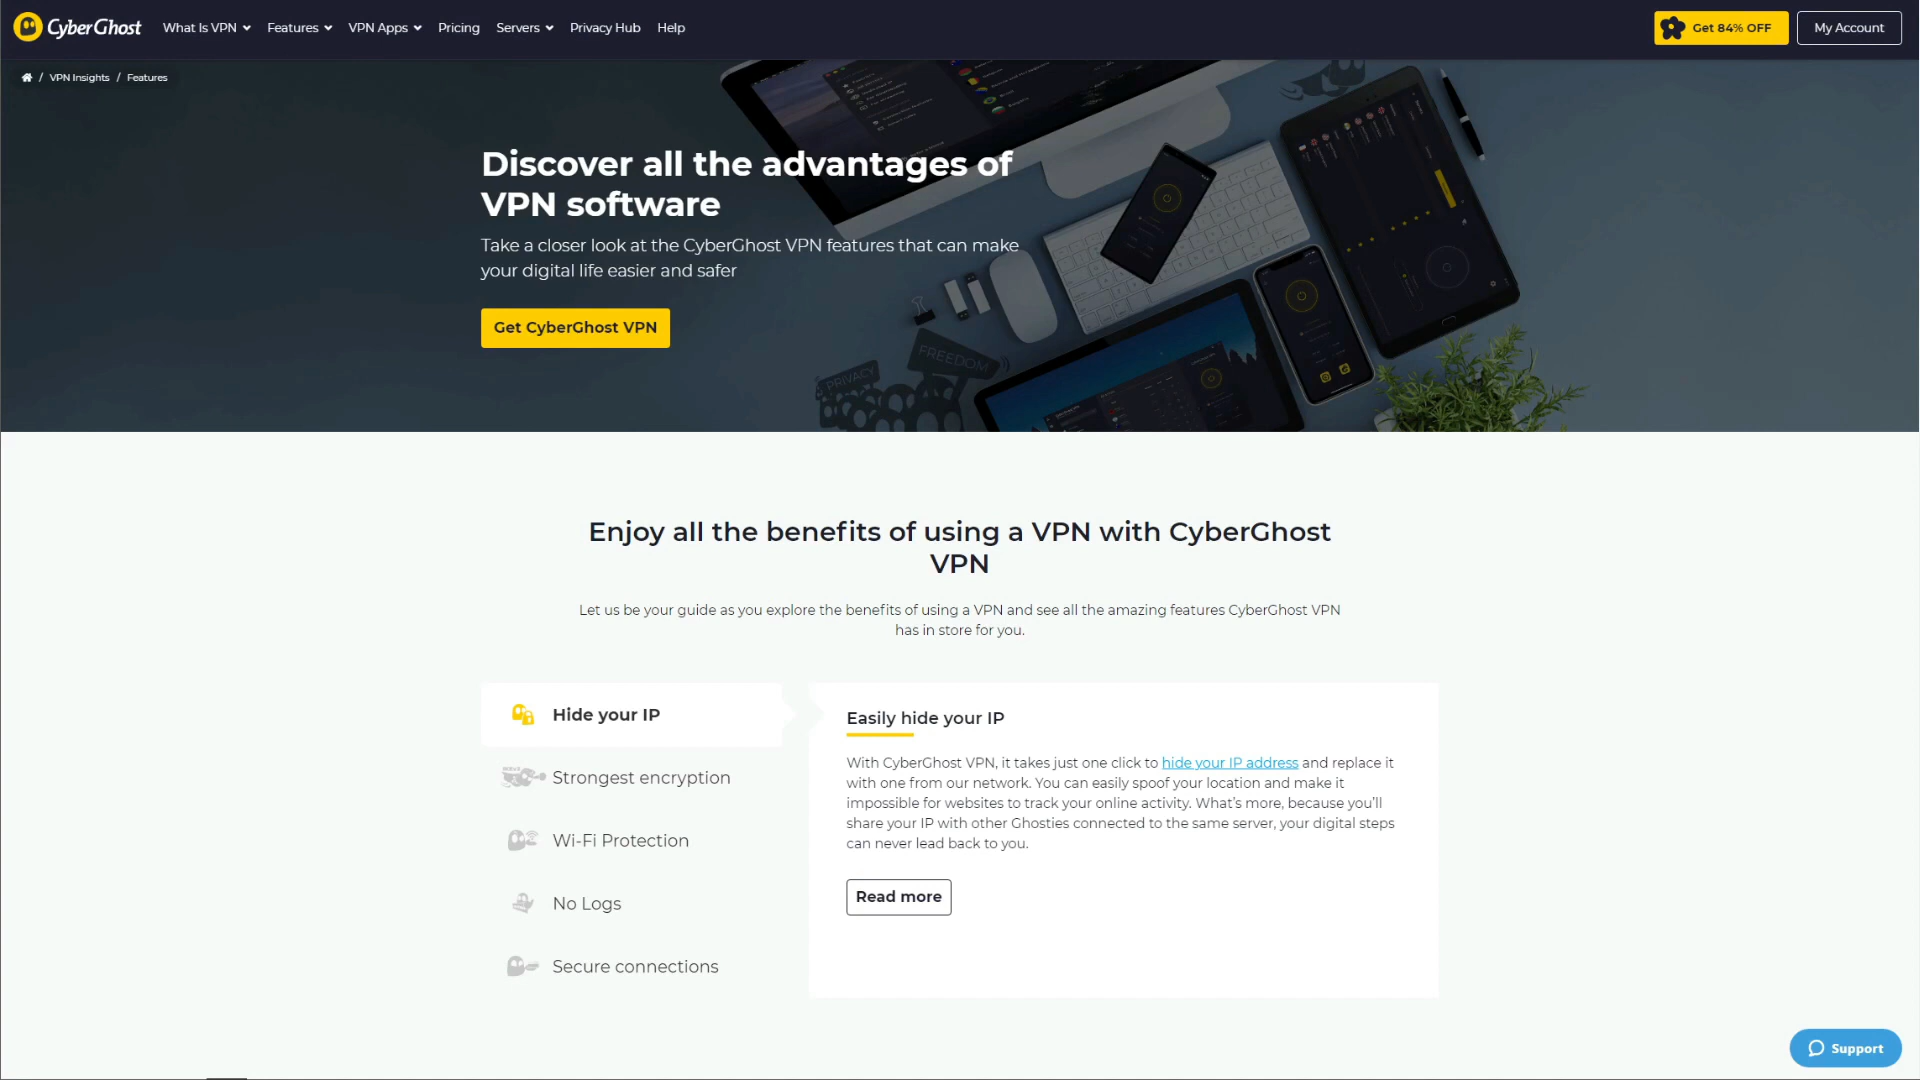 CyberGhost
What Is VPN
Features
VPN Apps
Pricing
Servers
Privacy Hub
Help
Get 84% OFF
My Account
/ VPN Insights / Features
Discover all the advantages of
VPN software
Take a closer look at the CyberGhost VPN features that can make
your digital life easier and safer
Get CyberGhost VPN
PRIVACY
FREEDOM
Enjoy all the benefits of using a VPN with CyberGhost
VPN
Let us be your guide as you explore the benefits of using a VPN and see all the amazing features CyberGhost VPN
has in store for you.
Hide your IP
Strongest encryption
Wi-Fi Protection
No Logs
Secure connections
Easily hide your IP
With CyberGhost VPN, it takes just one click to hide your IP address and replace it
with one from our network. You can easily spoof your location and make it
impossible for websites to track your online activity. What’s more, because you’ll
share your IP with other Ghosties connected to the same server, your digital steps
can never lead back to you.
Read more
Support